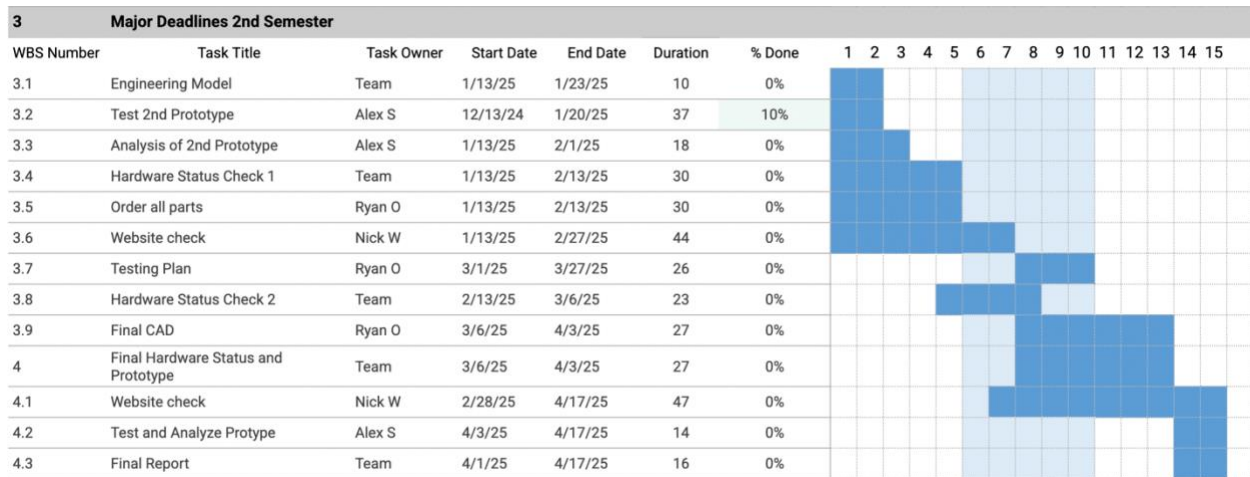 3 Major Deadlines 2nd Semester
WBS Number Task Title Task Owner Start Date End Date Duration % Done 1 2 3 4 5 6 7 8 9 10 11 12 13 14 15
3.1 Engineering Model Team 1/13/25 1/23/25 10 0%
3.2 Test 2nd Prototype Alex S 12/13/24 1/20/25 37 10%
3.3 Analysis of 2nd Prototype Alex S 1/13/25 2/1/25 18 0%
3.4 Hardware Status Check 1 Team 1/13/25 2/13/25 30 0%
3.5 Order all parts Ryan O 1/13/25 2/13/25 30 0%
3.6 Website check Nick W 1/13/25 2/27/25 44 0%
3.7 Testing Plan Ryan O 3/1/25 3/27/25 26 0%
3.8 Hardware Status Check 2 Team 2/13/25 3/6/25 23 0%
3.9 Final CAD Ryan O 3/6/25 4/3/25 27 0%
4 Final Hardware Status and
Prototype Team 3/6/25 4/3/25 27 0%
4.1 Website check Nick W 2/28/25 4/17/25 47 0%
4.2 Test and Analyze Protype Alex S 4/3/25 4/17/25 14 0%
4.3 Final Report Team 4/1/25 4/17/25 16 0%